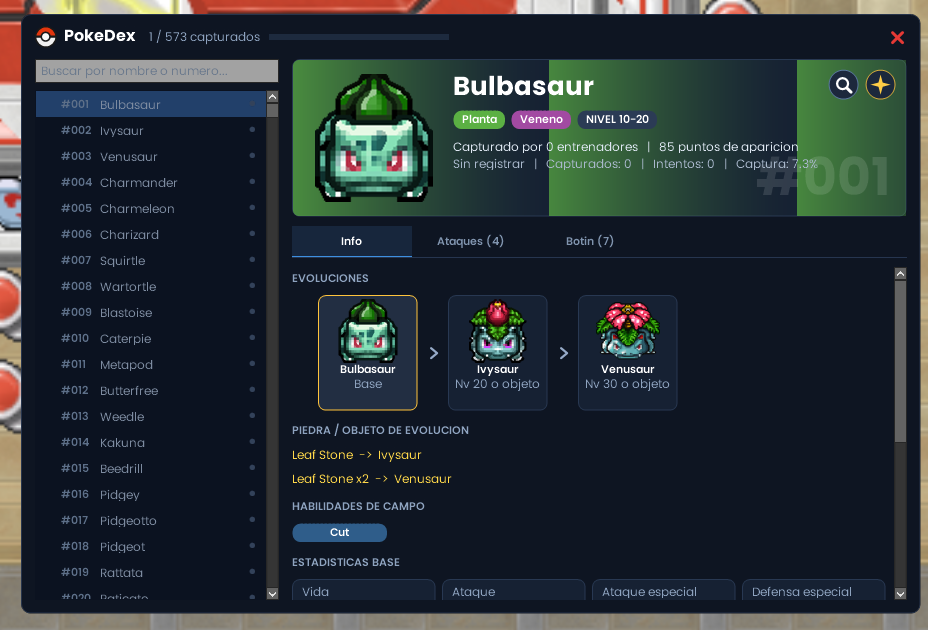 PokeDex 1 / 573 capturados
Buscar por nombre o numero...
#001 Bulbasaur
#002 Ivysaur
#003 Venusaur
#004 Charmander
#005 Charmeleon
#006 Charizard
#007 Squirtle
#008 Wartortle
#009 Blastoise
#010 Caterpie
#011 Metapod
#012 Butterfree
#013 Weedle
#014 Kakuna
#015 Beedrill
#016 Pidgey
#017 Pidgeotto
#018 Pidgeot
#019 Rattata
#020 Raticate
Bulbasaur
Planta Veneno NIVEL 10-20
Capturado por 0 entrenadores | 85 puntos de aparicion
Sin registrar | Capturados: 0 | Intentos: 0 | Captura: 7.3%
#001
Info Ataques (4) Botin (7)
EVOLUCIONES
Bulbasaur
Base
>
Ivysaur
Nv 20 o objeto
>
Venusaur
Nv 30 o objeto
PIEDRA / OBJETO DE EVOLUCION
Leaf Stone -> Ivysaur
Leaf Stone x2 -> Venusaur
HABILIDADES DE CAMPO
Cut
ESTADISTICAS BASE
Vida Ataque Ataque especial Defensa especial